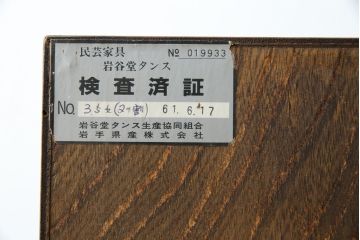 民芸家具 No 019933
岩谷堂タンス
検査済証
No. 61. 6. 17
岩谷堂タンス生産協同組合
岩手県産株式会社